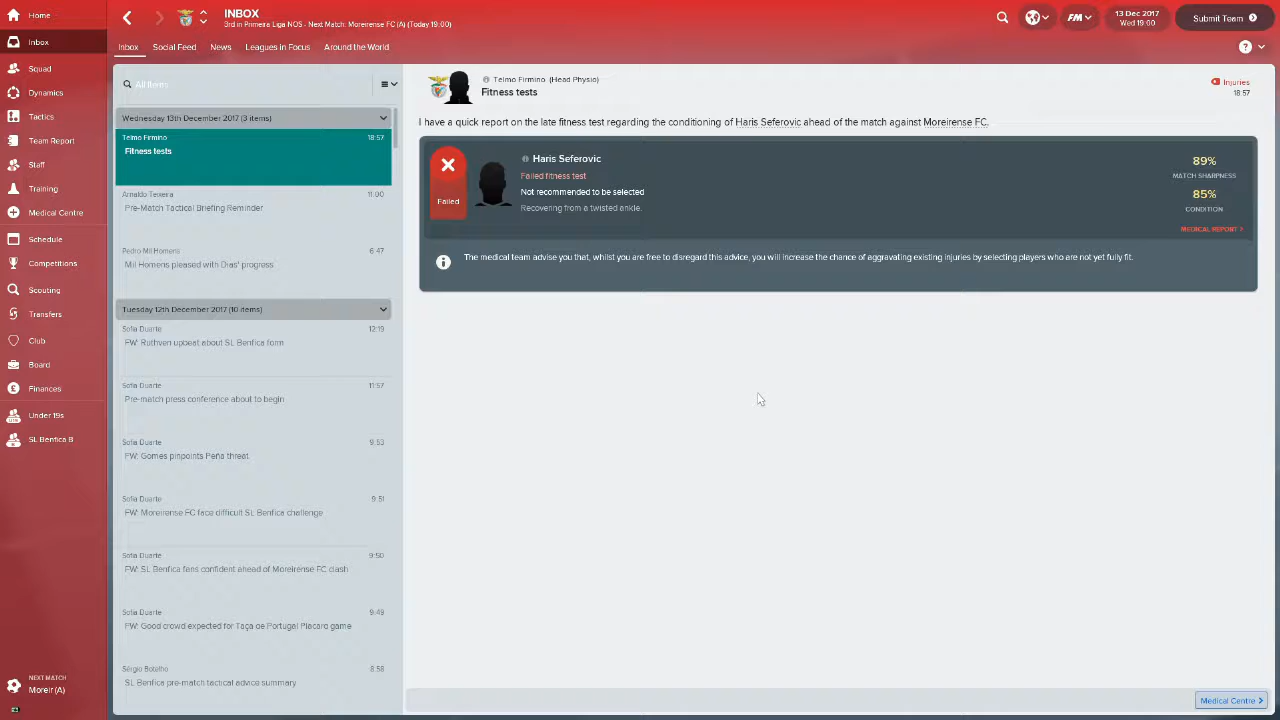 Home
Inbox
Squad
Dynamics
Tactics
Team Report
Staff
Training
Medical Centre
Schedule
Competitions
Scouting
Transfers
Club
Board
Finances
Under 19s
SL Benfica B
NEXT MATCH
Moreir (A)
INBOX
3rd in Primeira Liga NOS - Next Match: Moreirense FC (A) (Today 19:00)
FM
13 Dec 2017
Wed 19:00
Submit Team
Inbox
Social Feed
News
Leagues in Focus
Around the World
?
All Items
Wednesday 13th December 2017 (3 items)
Telmo Firmino 18:57
Fitness tests
Arnaldo Teixeira 11:00
Pre-Match Tactical Briefing Reminder
Pedro Mil Homens 6:47
Mil Homens pleased with Dias' progress
Tuesday 12th December 2017 (10 items)
Sofia Duarte 12:19
FW: Ruthven upbeat about SL Benfica form
Sofia Duarte 11:57
Pre-match press conference about to begin
Sofia Duarte 9:53
FW: Gomes pinpoints Peña threat
Sofia Duarte 9:51
FW: Moreirense FC face difficult SL Benfica challenge
Sofia Duarte 9:50
FW: SL Benfica fans confident ahead of Moreirense FC clash
Sofia Duarte 9:49
FW: Good crowd expected for Taça de Portugal Placard game
Sérgio Botelho 8:58
SL Benfica pre-match tactical advice summary
Telmo Firmino (Head Physio)
Fitness tests
Injuries
18:57
I have a quick report on the late fitness test regarding the conditioning of Haris Seferovic ahead of the match against Moreirense FC.
Failed
Haris Seferovic
Failed fitness test
Not recommended to be selected
Recovering from a twisted ankle.
89%
MATCH SHARPNESS
85%
CONDITION
MEDICAL REPORT >
The medical team advise you that, whilst you are free to disregard this advice, you will increase the chance of aggravating existing injuries by selecting players who are not yet fully fit.
Medical Centre >